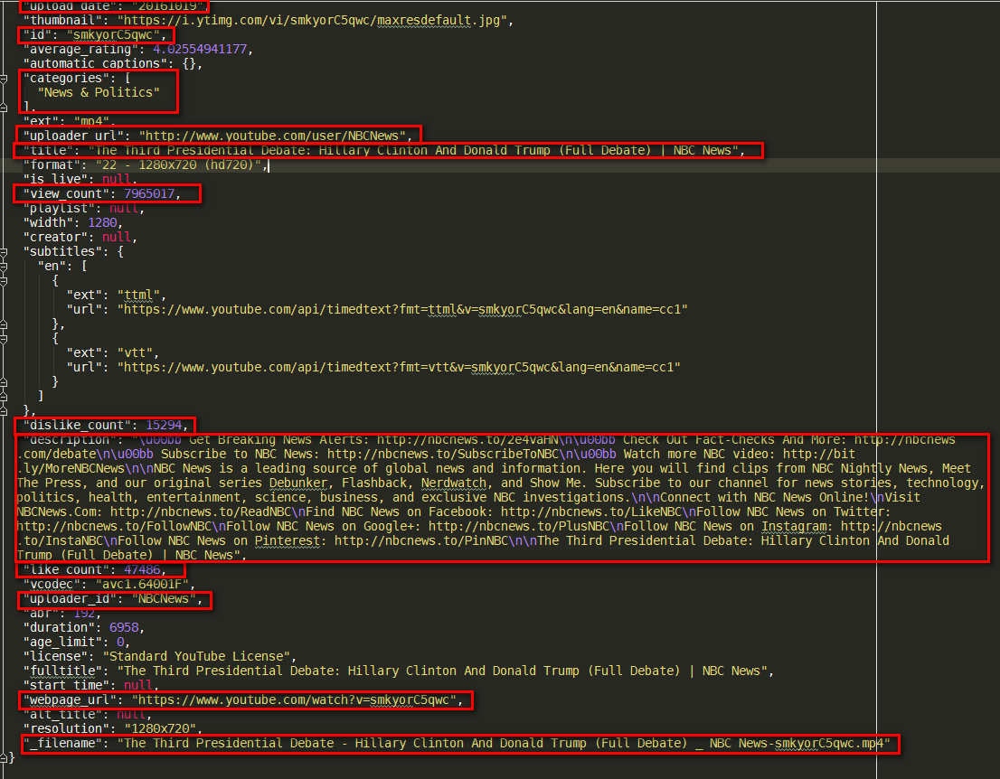 "upload_date": "20161019",
"thumbnail": "https://i.ytimg.com/vi/smkyorC5qwc/maxresdefault.jpg",
"id": "smkyorC5qwc",
"average_rating": 4.02554941177,
"automatic_captions": {},
"categories": [
"News & Politics"
],
"ext": "mp4",
"uploader_url": "http://www.youtube.com/user/NBCNews",
"title": "The Third Presidential Debate: Hillary Clinton And Donald Trump (Full Debate) | NBC News",
"format": "22 - 1280x720 (hd720)",
"is_live": null,
"view_count": 7965017,
"playlist": null,
"width": 1280,
"creator": null,
"subtitles": {
"en": [
{
"ext": "ttml",
"url": "https://www.youtube.com/api/timedtext?fmt=ttml&v=smkyorC5qwc&lang=en&name=cc1"
},
{
"ext": "vtt",
"url": "https://www.youtube.com/api/timedtext?fmt=vtt&v=smkyorC5qwc&lang=en&name=cc1"
}
]
},
"dislike_count": 15294,
"description": "\u00bb Get Breaking News Alerts: http://nbcnews.to/2e4vaHN\n\u00bb Check Out Fact-Checks And More: http://nbcnews
.com/debate\n\u00bb Subscribe to NBC News: http://nbcnews.to/SubscribeToNBC\n\u00bb Watch more NBC video: http://bit
.ly/MoreNBCNews\n\nNBC News is a leading source of global news and information. Here you will find clips from NBC Nightly News, Meet
The Press, and our original series Debunker, Flashback, Nerdwatch, and Show Me. Subscribe to our channel for news stories, technology,
politics, health, entertainment, science, business, and exclusive NBC investigations.\n\nConnect with NBC News Online!\nVisit
NBCNews.Com: http://nbcnews.to/ReadNBC\nFind NBC News on Facebook: http://nbcnews.to/LikeNBC\nFollow NBC News on Twitter:
http://nbcnews.to/FollowNBC\nFollow NBC News on Google+: http://nbcnews.to/PlusNBC\nFollow NBC News on Instagram: http://nbcnews
.to/InstaNBC\nFollow NBC News on Pinterest: http://nbcnews.to/PinNBC\n\nThe Third Presidential Debate: Hillary Clinton And Donald
Trump (Full Debate) | NBC News",
"like_count": 47486,
"vcodec": "avc1.64001F",
"uploader_id": "NBCNews",
"abr": 192,
"duration": 6958,
"age_limit": 0,
"license": "Standard YouTube License",
"fulltitle": "The Third Presidential Debate: Hillary Clinton And Donald Trump (Full Debate) | NBC News",
"start_time": null,
"webpage_url": "https://www.youtube.com/watch?v=smkyorC5qwc",
"alt_title": null,
"resolution": "1280x720",
"_filename": "The Third Presidential Debate - Hillary Clinton And Donald Trump (Full Debate) _ NBC News-smkyorC5qwc.mp4"
}